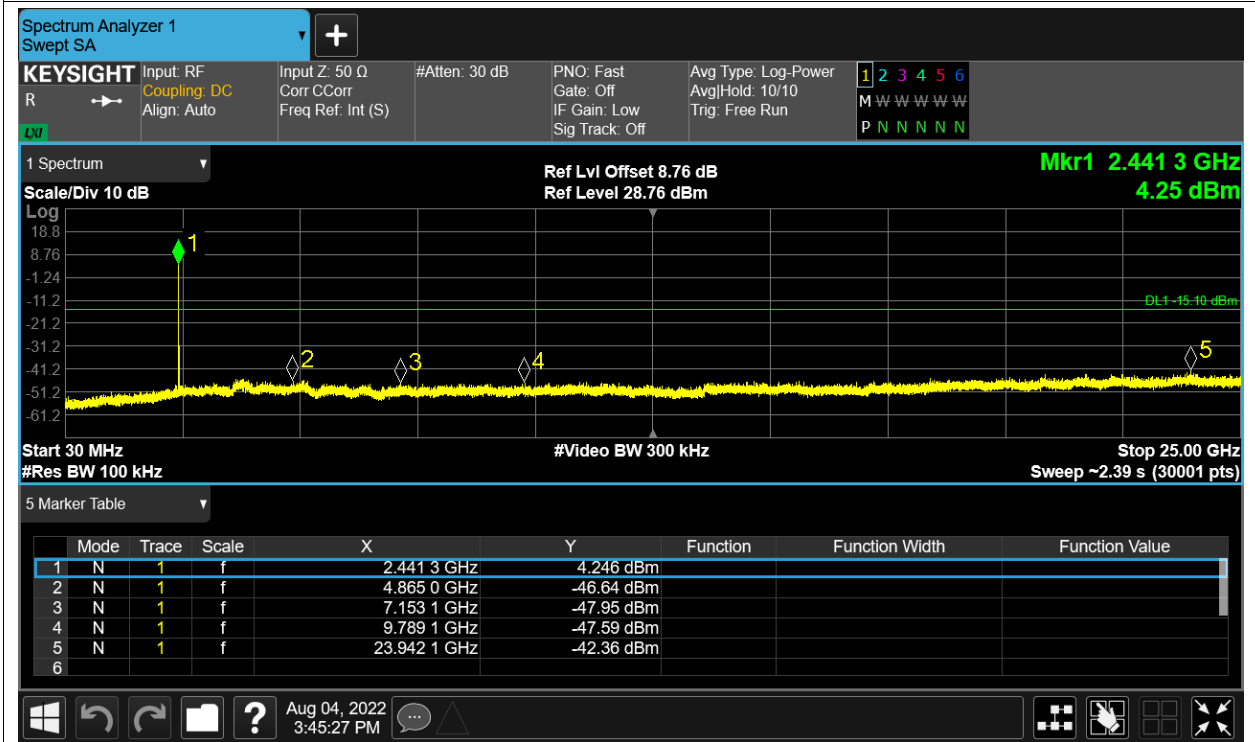 Spectrum Analyzer 1
Swept SA
KEYSIGHT
R
LXI
Input: RF
Coupling: DC
Align: Auto
Input Z: 50 Ω
Corr CCorr
Freq Ref: Int (S)
#Atten: 30 dB
PNO: Fast
Gate: Off
IF Gain: Low
Sig Track: Off
Avg Type: Log-Power
Avg|Hold: 10/10
Trig: Free Run
1 2 3 4 5 6
M W W W W W
P N N N N N
1 Spectrum
Scale/Div 10 dB
Ref Lvl Offset 8.76 dB
Ref Level 28.76 dBm
Mkr1 2.441 3 GHz
4.25 dBm
Log
18.8
8.76
-1.24
-11.2
-21.2
-31.2
-41.2
-51.2
-61.2
1
2
3
4
5
DL1 -15.10 dBm
Start 30 MHz #Video BW 300 kHz Stop 25.00 GHz
#Res BW 100 kHz Sweep ~2.39 s (30001 pts)
5 Marker Table
Mode Trace Scale X Y Function Function Width Function Value
1 N 1 f 2.441 3 GHz 4.246 dBm
2 N 1 f 4.865 0 GHz -46.64 dBm
3 N 1 f 7.153 1 GHz -47.95 dBm
4 N 1 f 9.789 1 GHz -47.59 dBm
5 N 1 f 23.942 1 GHz -42.36 dBm
6
?
Aug 04, 2022
3:45:27 PM